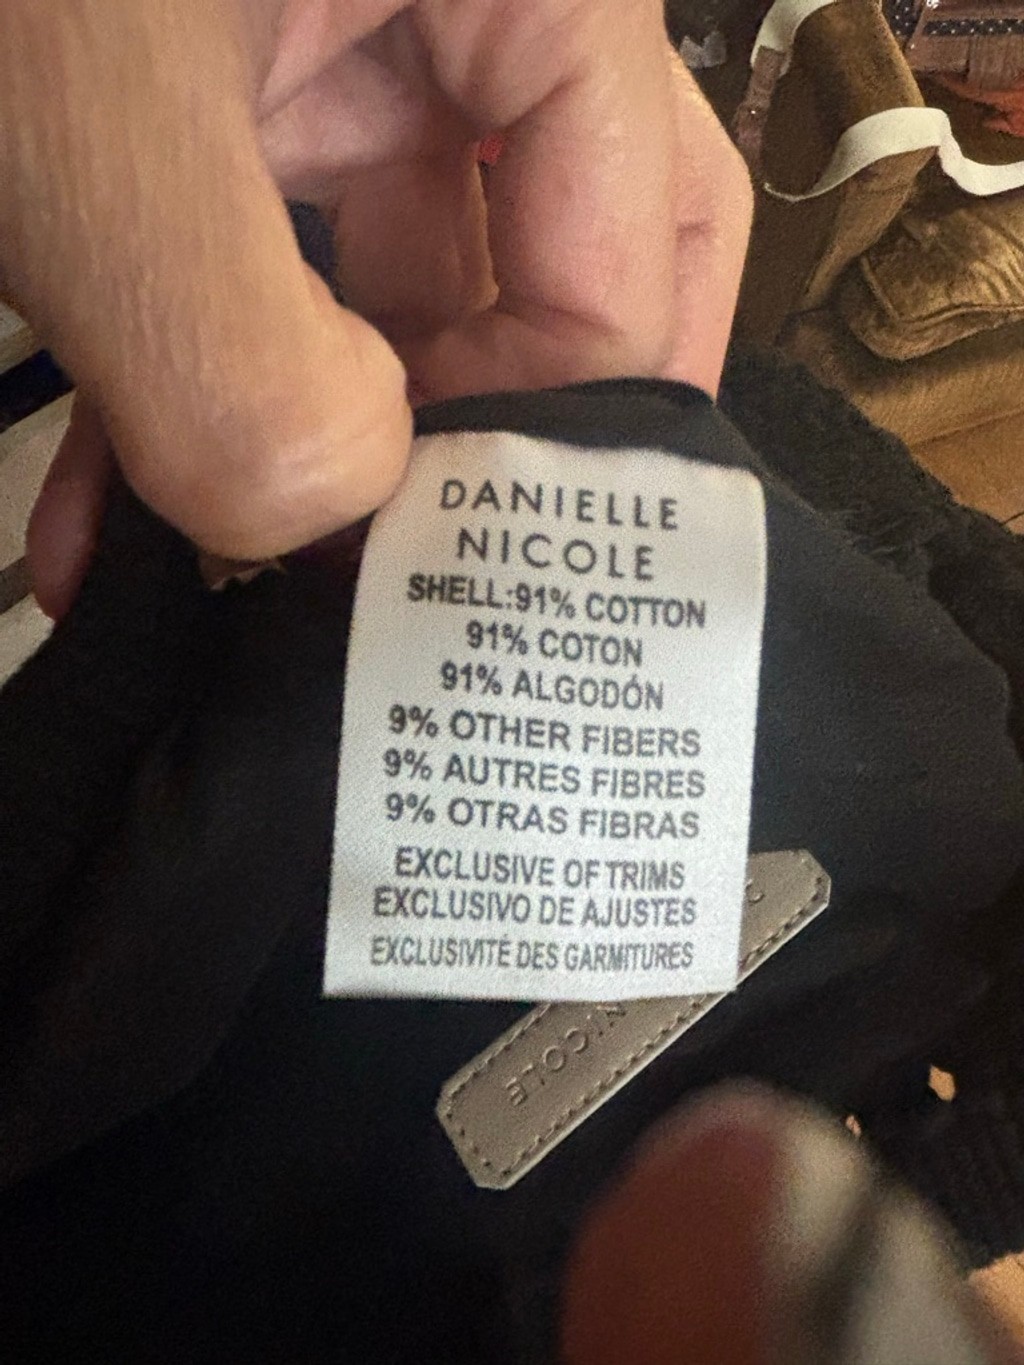 DANIELLE
NICOLE
SHELL:91% COTTON
91% COTON
91% ALGODÓN
9% OTHER FIBERS
9% AUTRES FIBRES
9% OTRAS FIBRAS
EXCLUSIVE OF TRIMS
EXCLUSIVO DE AJUSTES
EXCLUSIVITÉ DES GARMITURES
NICOLE